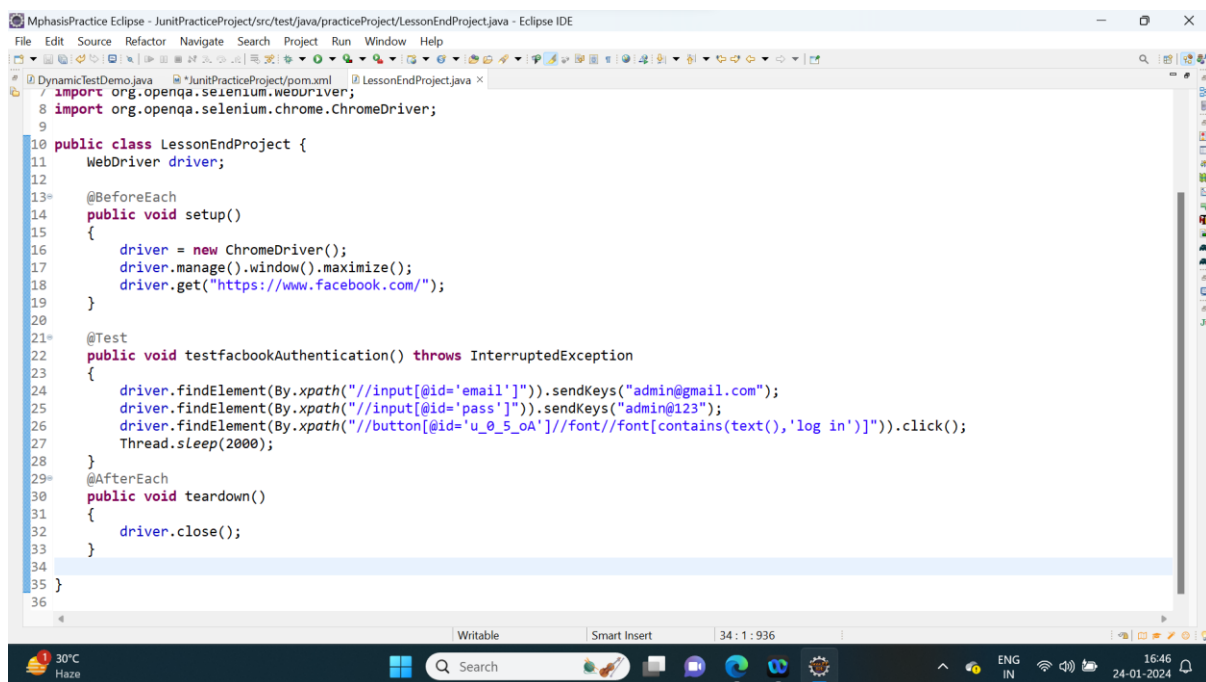 MphasisPractice Eclipse - JunitPracticeProject/src/test/java/practiceProject/LessonEndProject.java - Eclipse IDE
File Edit Source Refactor Navigate Search Project Run Window Help
DynamicTestDemo.java *JunitPracticeProject/pom.xml LessonEndProject.java
7 import org.openqa.selenium.WebDriver;
8 import org.openqa.selenium.chrome.ChromeDriver;
9
10 public class LessonEndProject {
11 WebDriver driver;
12
13 @BeforeEach
14 public void setup()
15 {
16 driver = new ChromeDriver();
17 driver.manage().window().maximize();
18 driver.get("https://www.facebook.com/");
19 }
20
21 @Test
22 public void testfacbookAuthentication() throws InterruptedException
23 {
24 driver.findElement(By.xpath("//input[@id='email']")).sendKeys("admin@gmail.com");
25 driver.findElement(By.xpath("//input[@id='pass']")).sendKeys("admin@123");
26 driver.findElement(By.xpath("//button[@id='u_0_5_oA']//font//font[contains(text(),'log in')]")).click();
27 Thread.sleep(2000);
28 }
29 @AfterEach
30 public void teardown()
31 {
32 driver.close();
33 }
34
35 }
36
Writable Smart Insert 34 : 1 : 936
1 30°C
Haze
Search
ENG
IN
16:46
24-01-2024